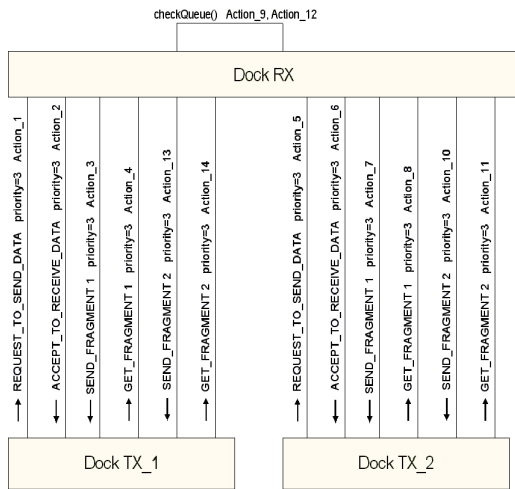 checkQueue() Action_9, Action_12
Dock RX
REQUEST_TO_SEND_DATA priority=3 Action_1
ACCEPT_TO_RECEIVE_DATA priority=3 Action_2
SEND_FRAGMENT 1 priority=3 Action_3
GET_FRAGMENT 1 priority=3 Action_4
SEND_FRAGMENT 2 priority=3 Action_13
GET_FRAGMENT 2 priority=3 Action_14
REQUEST_TO_SEND_DATA priority=3 Action_5
ACCEPT_TO_RECEIVE_DATA priority=3 Action_6
SEND_FRAGMENT 1 priority=3 Action_7
GET_FRAGMENT 1 priority=3 Action_8
SEND_FRAGMENT 2 priority=3 Action_10
GET_FRAGMENT 2 priority=3 Action_11
Dock TX_1
Dock TX_2